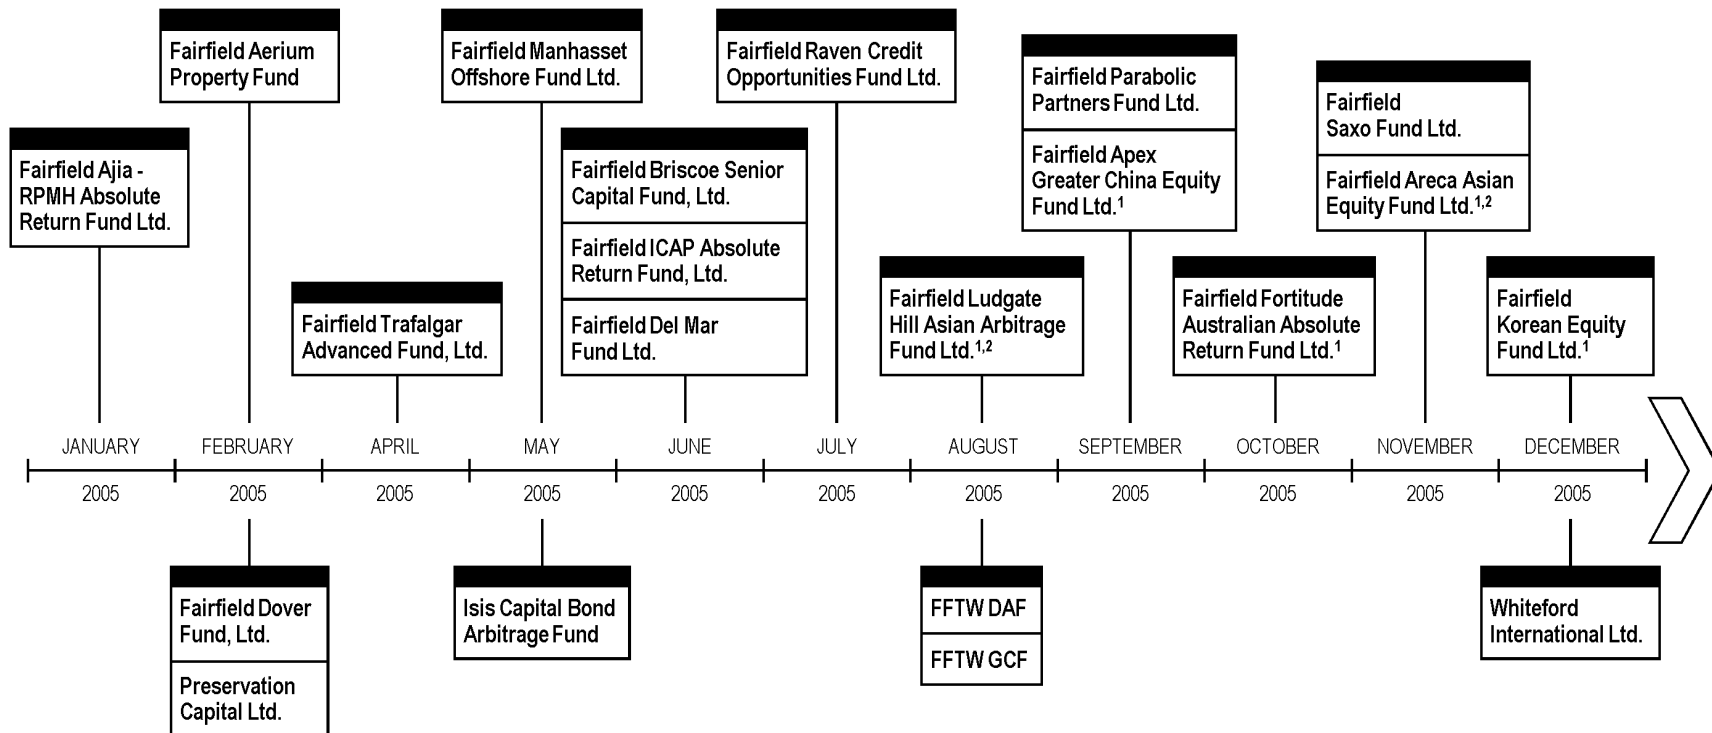 Fairfield Aerium
Property Fund
Fairfield Manhasset
Offshore Fund Ltd.
Fairfield Raven Credit
Opportunities Fund Ltd.
Fairfield Parabolic
Partners Fund Ltd.
Fairfield Apex
Greater China Equity
Fund Ltd.¹
Fairfield
Saxo Fund Ltd.
Fairfield Areca Asian
Equity Fund Ltd.¹,²
Fairfield Ajia -
RPMH Absolute
Return Fund Ltd.
Fairfield Briscoe Senior
Capital Fund, Ltd.
Fairfield ICAP Absolute
Return Fund, Ltd.
Fairfield Del Mar
Fund Ltd.
Fairfield Trafalgar
Advanced Fund, Ltd.
Fairfield Ludgate
Hill Asian Arbitrage
Fund Ltd.¹,²
Fairfield Fortitude
Australian Absolute
Return Fund Ltd.¹
Fairfield
Korean Equity
Fund Ltd.¹
JANUARY FEBRUARY APRIL MAY JUNE JULY AUGUST SEPTEMBER OCTOBER NOVEMBER DECEMBER
2005 2005 2005 2005 2005 2005 2005 2005 2005 2005 2005
Fairfield Dover
Fund, Ltd.
Preservation
Capital Ltd.
Isis Capital Bond
Arbitrage Fund
FFTW DAF
FFTW GCF
Whiteford
International Ltd.